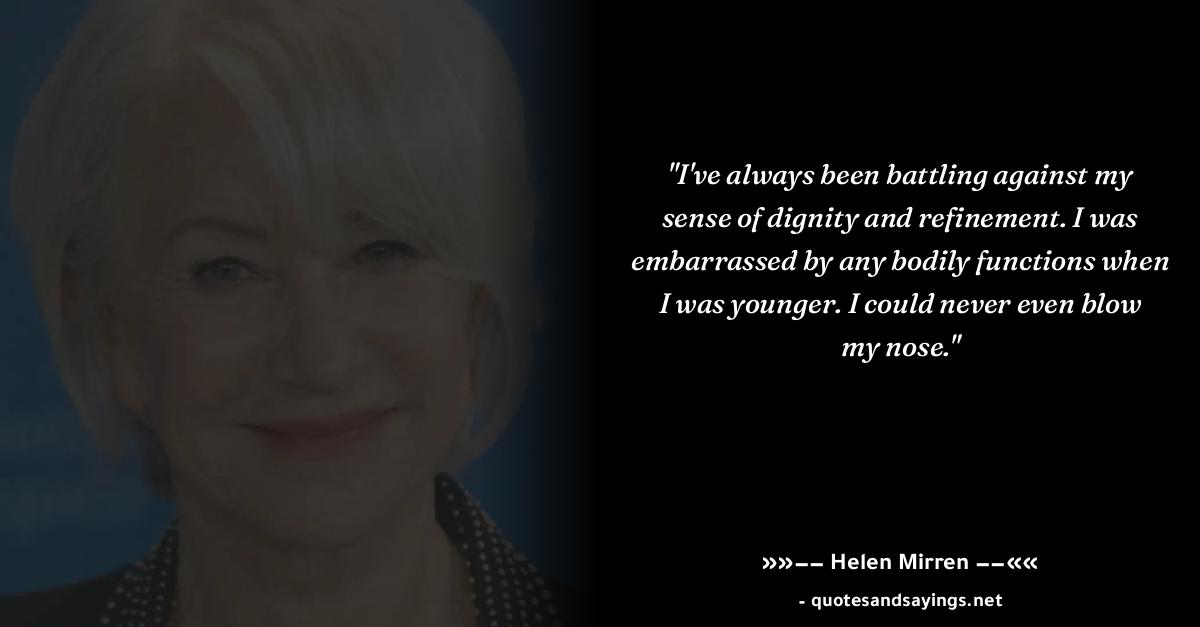 "I've always been battling against my
sense of dignity and refinement. I was
embarrassed by any bodily functions when
I was younger. I could never even blow
my nose."
»»−− Helen Mirren −−««
- quotesandsayings.net